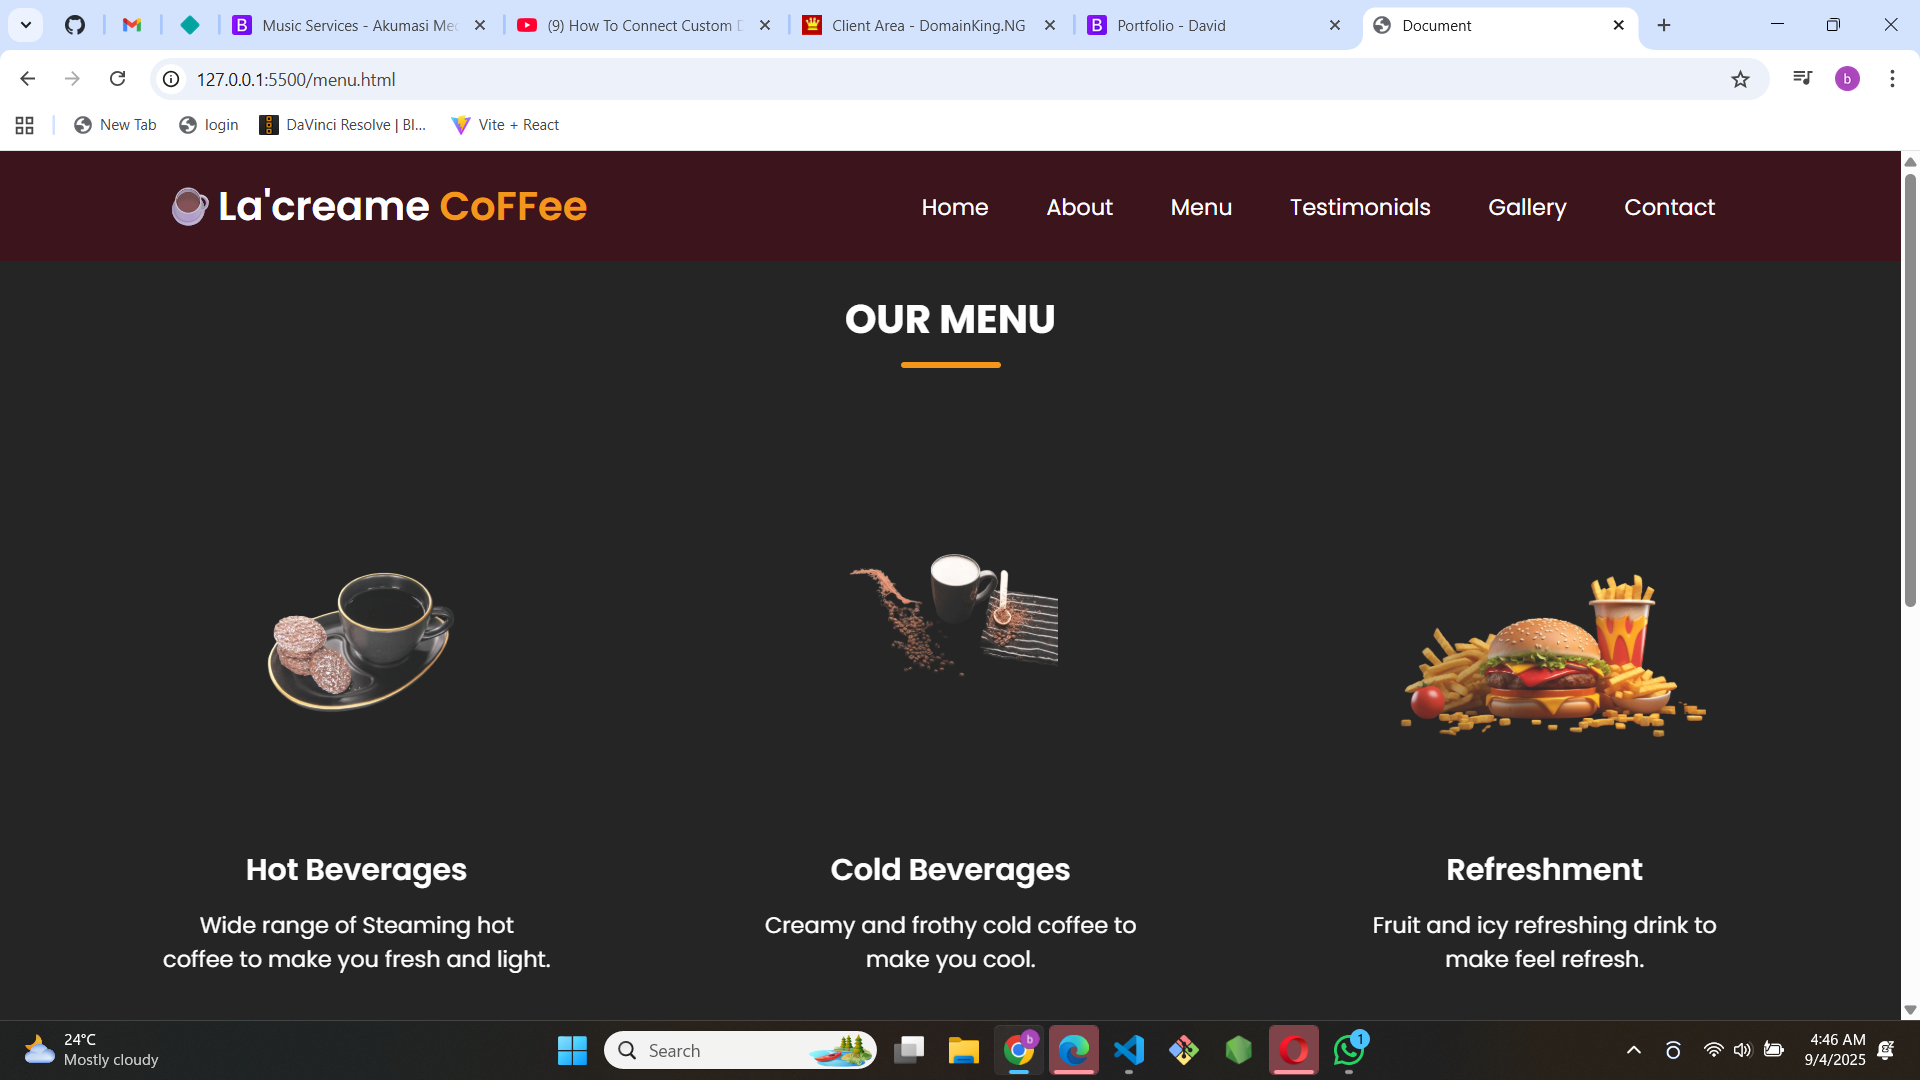 Music Services - Akumasi Mec
(9) How To Connect Custom D
Client Area - DomainKing.NG
Portfolio - David
Document
127.0.0.1:5500/menu.html
b
New Tab
login
DaVinci Resolve | Bl...
Vite + React
La'creame CoFFee
Home
About
Menu
Testimonials
Gallery
Contact
OUR MENU
Hot Beverages
Wide range of Steaming hot
coffee to make you fresh and light.
Cold Beverages
Creamy and frothy cold coffee to
make you cool.
Refreshment
Fruit and icy refreshing drink to
make feel refresh.
24°C
Mostly cloudy
Search
b
1
4:46 AM
9/4/2025